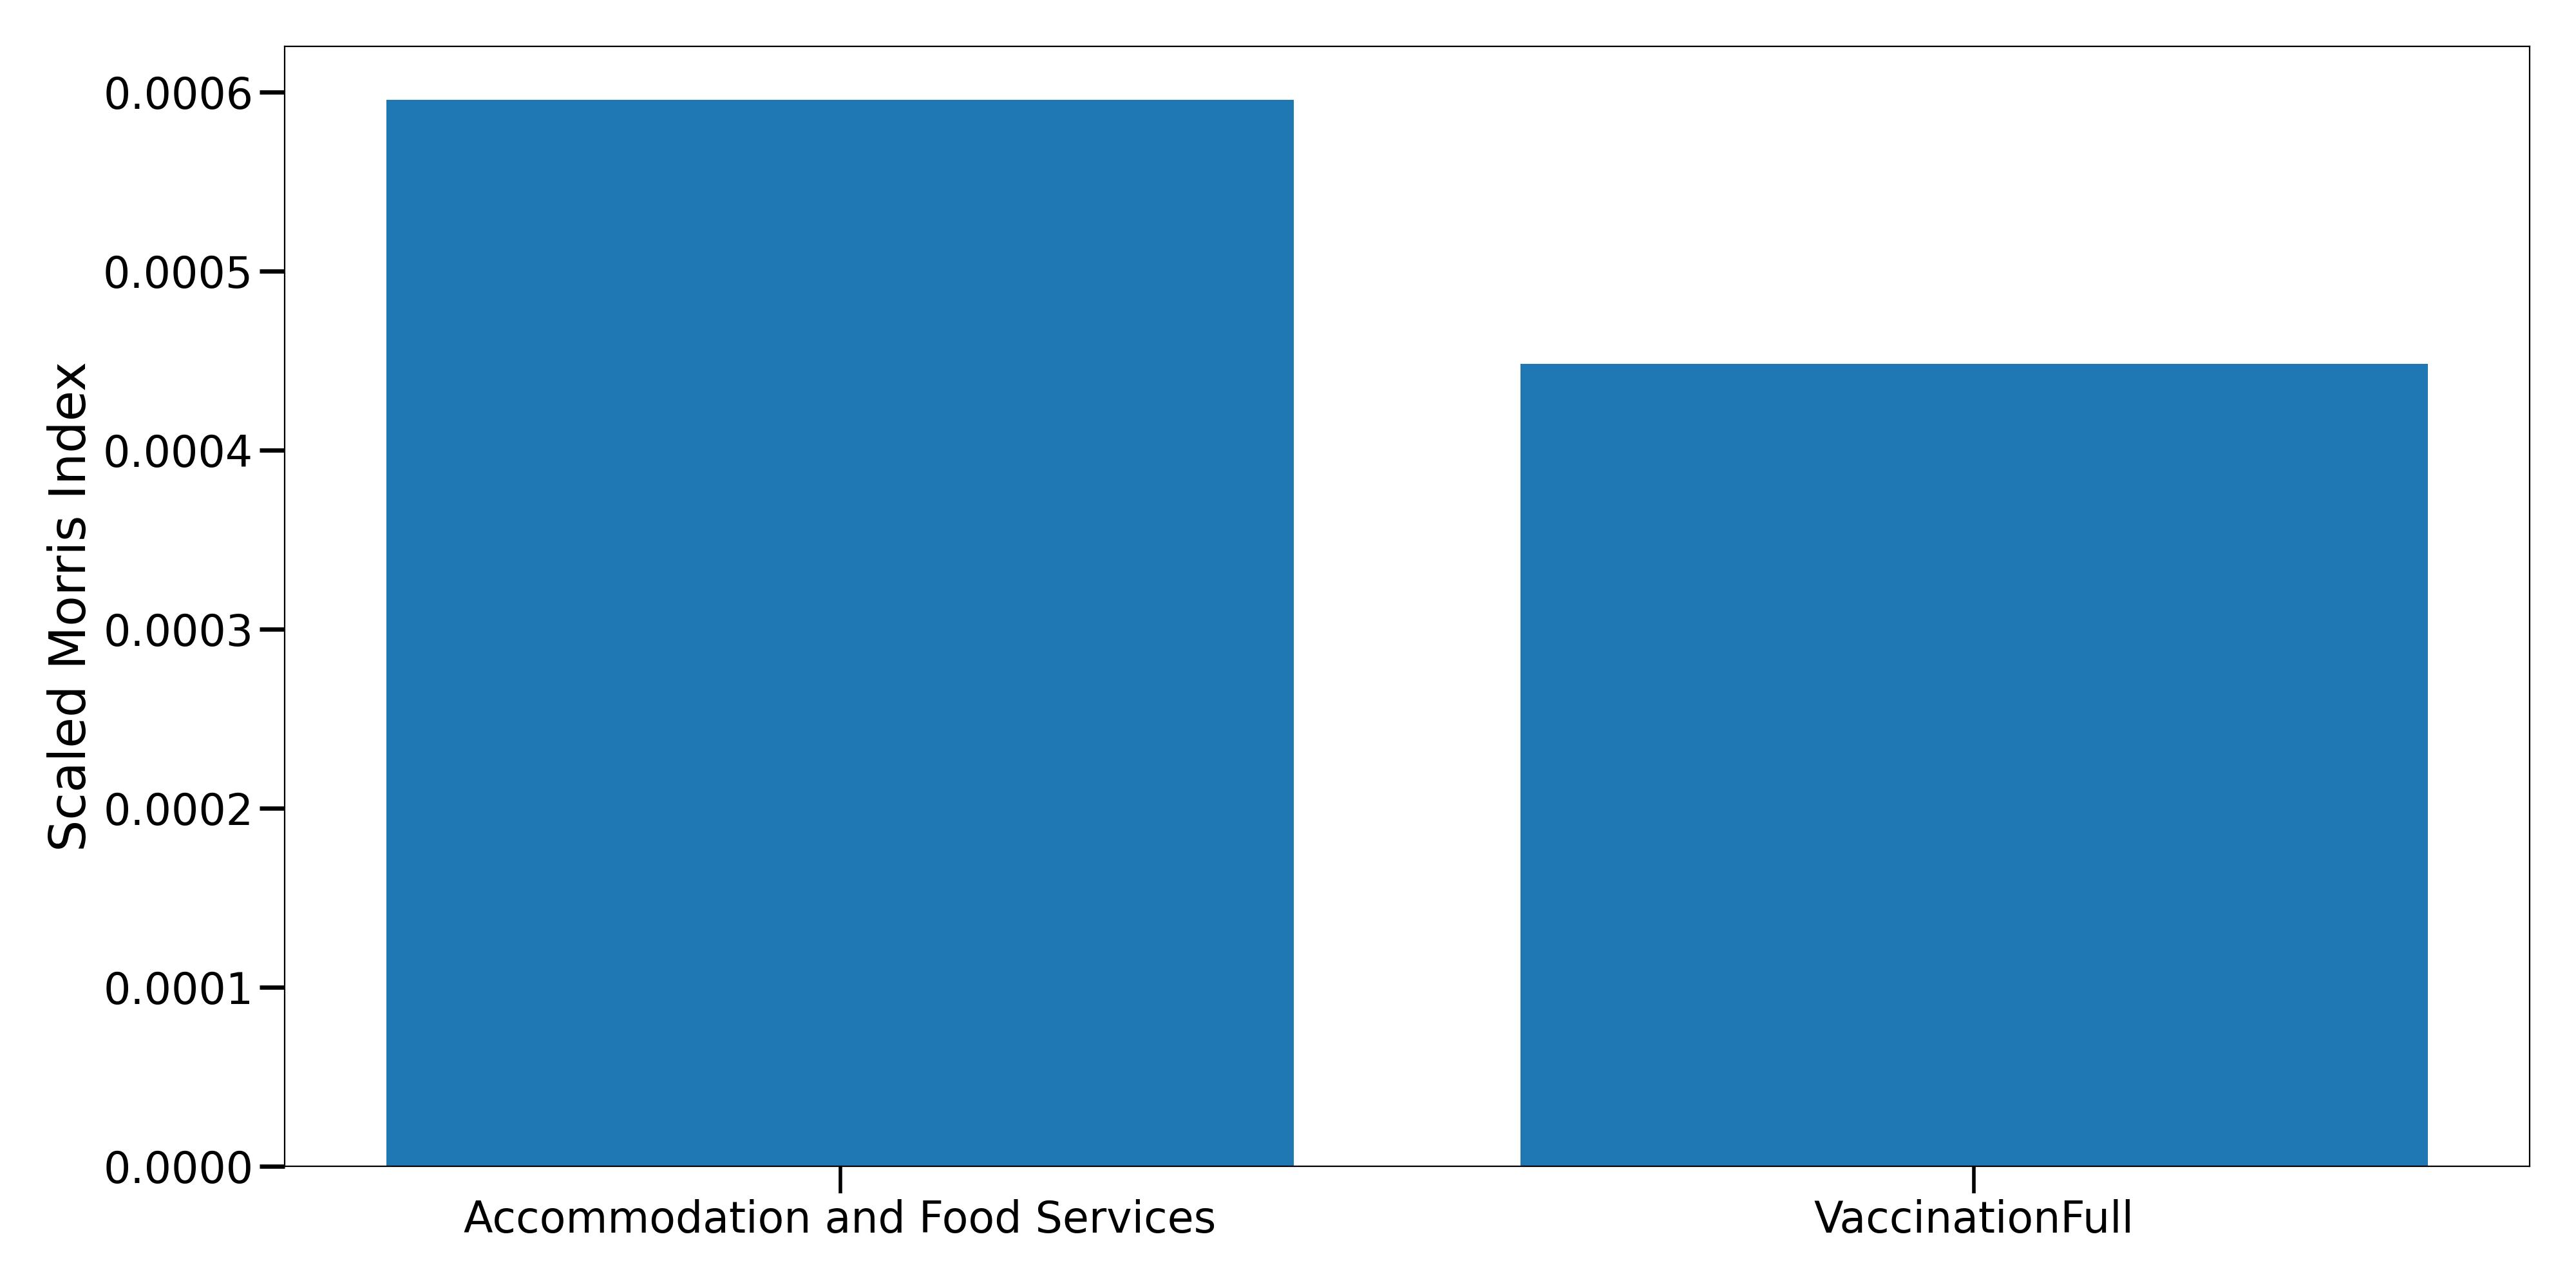 Scaled Morris Index
0.0006
0.0005
0.0004
0.0003
0.0002
0.0001
0.0000
Accommodation and Food Services
VaccinationFull